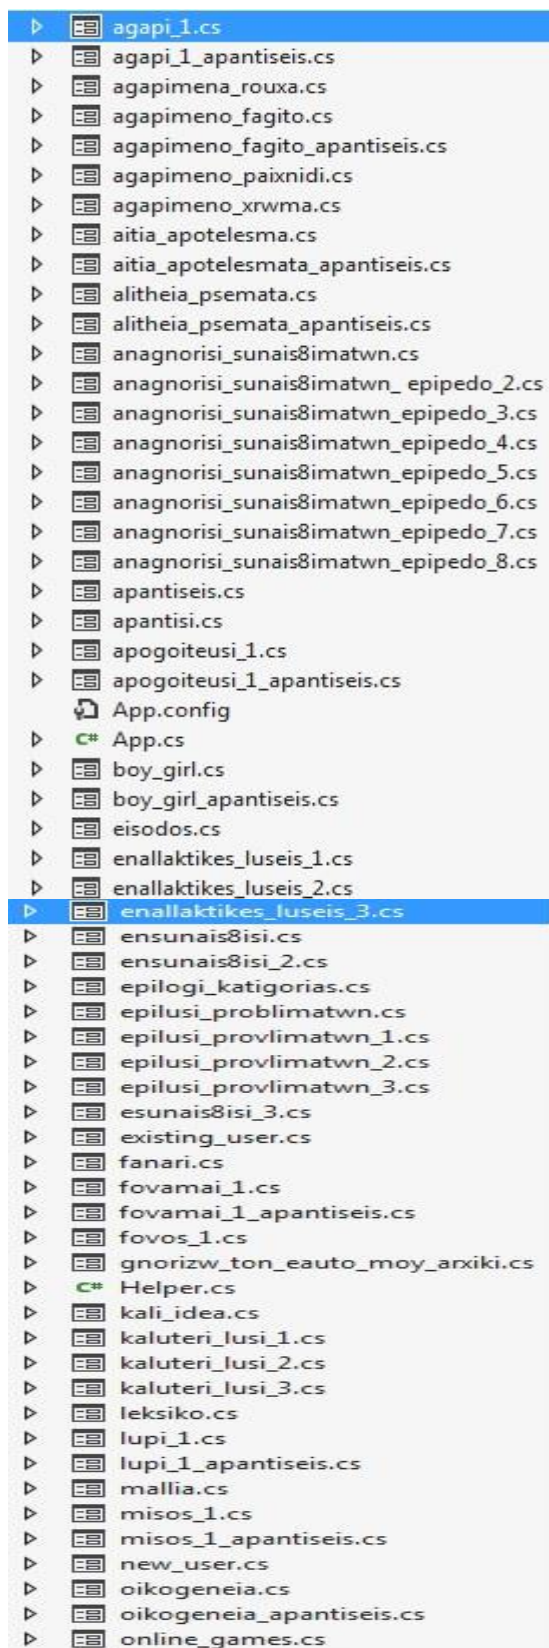 agapi_1.cs
agapi_1_apantiseis.cs
agapimena_rouxa.cs
agapimeno_fagito.cs
agapimeno_fagito_apantiseis.cs
agapimeno_paixnidi.cs
agapimeno_xrwma.cs
aitia_apotelesma.cs
aitia_apotelesmata_apantiseis.cs
alitheia_psemata.cs
alitheia_psemata_apantiseis.cs
anagnorisi_sunais8imatwn.cs
anagnorisi_sunais8imatwn_ epipedo_2.cs
anagnorisi_sunais8imatwn_epipedo_3.cs
anagnorisi_sunais8imatwn_epipedo_4.cs
anagnorisi_sunais8imatwn_epipedo_5.cs
anagnorisi_sunais8imatwn_epipedo_6.cs
anagnorisi_sunais8imatwn_epipedo_7.cs
anagnorisi_sunais8imatwn_epipedo_8.cs
apantiseis.cs
apantisi.cs
apogoiteusi_1.cs
apogoiteusi_1_apantiseis.cs
App.config
C# App.cs
boy_girl.cs
boy_girl_apantiseis.cs
eisodos.cs
enallaktikes_luseis_1.cs
enallaktikes_luseis_2.cs
enallaktikes_luseis_3.cs
ensunais8isi.cs
ensunais8isi_2.cs
epilogi_katigorias.cs
epilusi_problimatwn.cs
epilusi_provlimatwn_1.cs
epilusi_provlimatwn_2.cs
epilusi_provlimatwn_3.cs
esunais8isi_3.cs
existing_user.cs
fanari.cs
fovamai_1.cs
fovamai_1_apantiseis.cs
fovos_1.cs
gnorizw_ton_eauto_moy_arxiki.cs
C# Helper.cs
kali_idea.cs
kaluteri_lusi_1.cs
kaluteri_lusi_2.cs
kaluteri_lusi_3.cs
leksiko.cs
lupi_1.cs
lupi_1_apantiseis.cs
mallia.cs
misos_1.cs
misos_1_apantiseis.cs
new_user.cs
oikogeneia.cs
oikogeneia_apantiseis.cs
online_games.cs